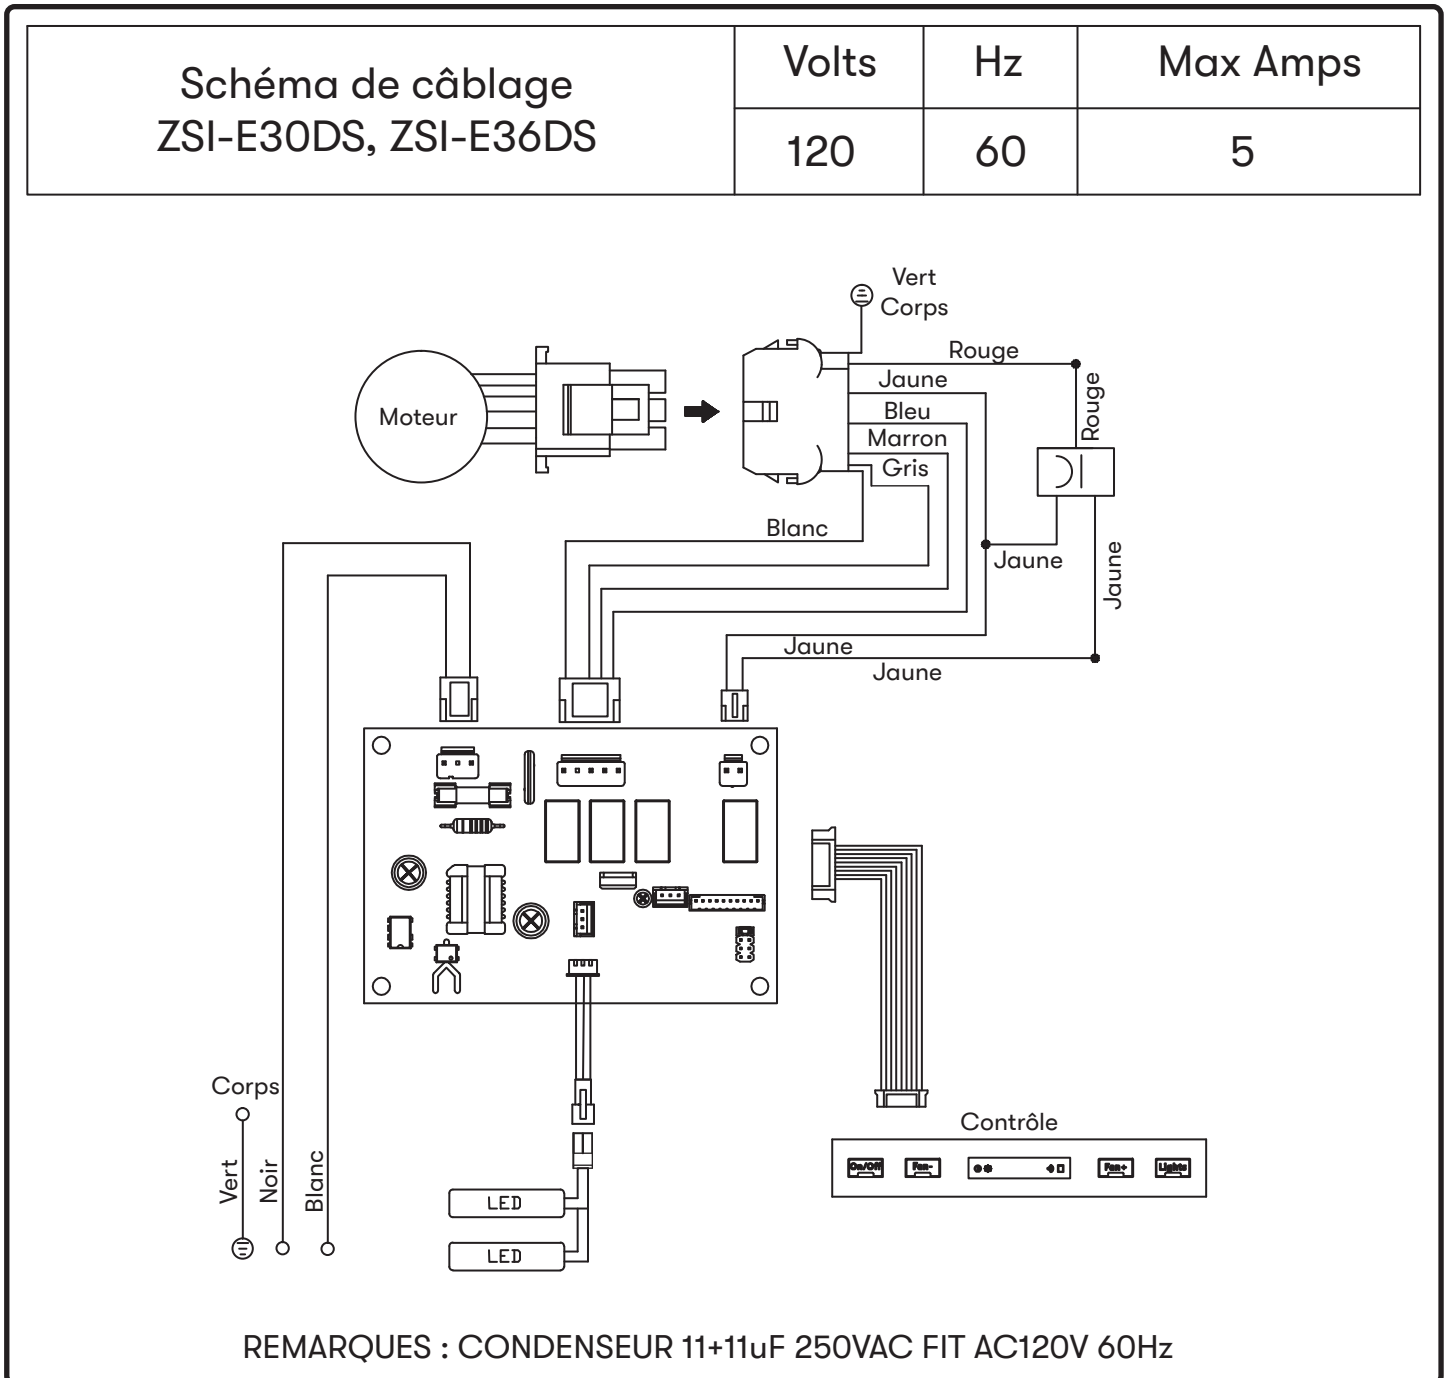 Schéma de câblage
ZSI-E30DS, ZSI-E36DS
Volts
Hz
Max Amps
120
60
5
Vert
Corps
Rouge
Jaune
Bleu
Marron
Gris
Rouge
Moteur
Blanc
Jaune
Jaune
Jaune
Jaune
Corps
Vert
Noir
Blanc
LED
LED
Contrôle
On/Off
Fan-
Fan+
Lights
REMARQUES : CONDENSEUR 11+11uF 250VAC FIT AC120V 60Hz